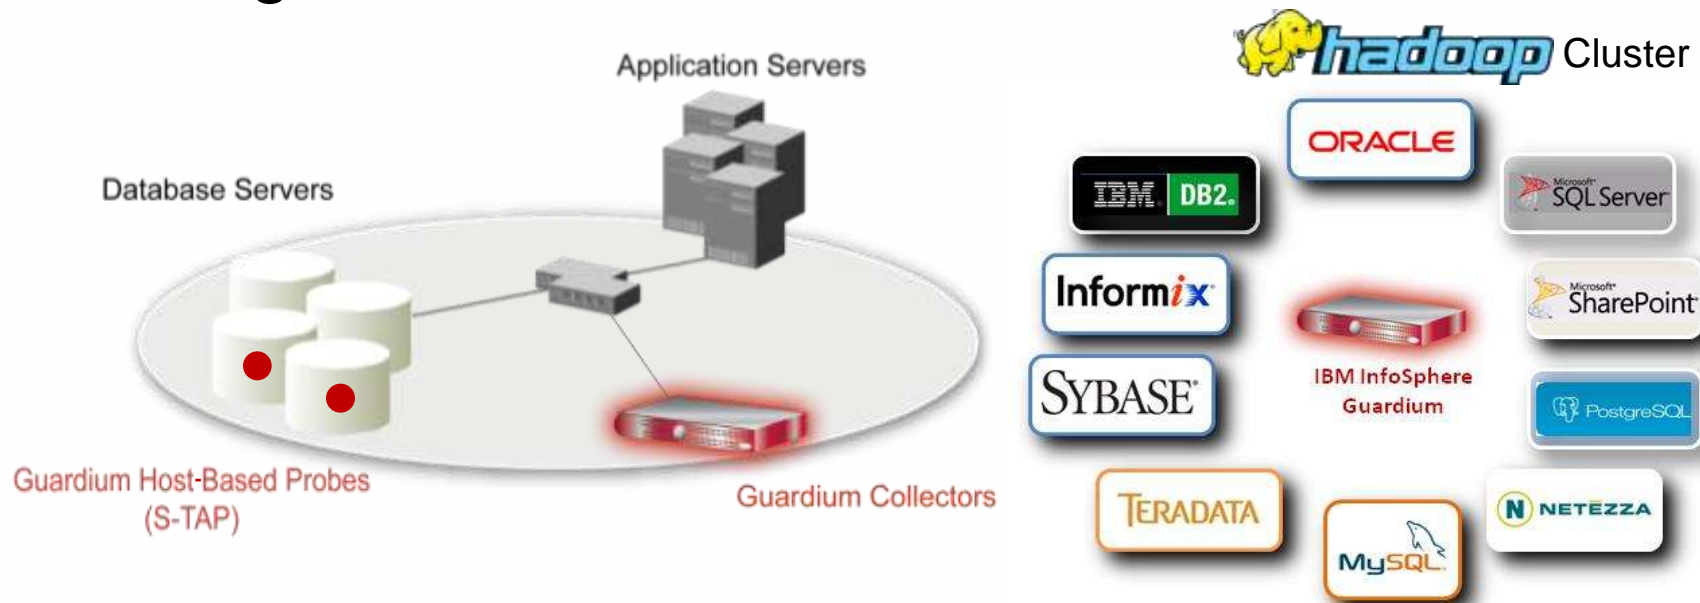 Application Servers
Database Servers
Guardium Host-Based Probes
(S-TAP)
Guardium Collectors
hadoop Cluster
ORACLE
IBM DB2.
Microsoft
SQL Server
Informix
Microsoft
SharePoint
IBM InfoSphere
Guardium
SYBASE
PostgreSQL
TERADATA
NETEZZA
MySQL